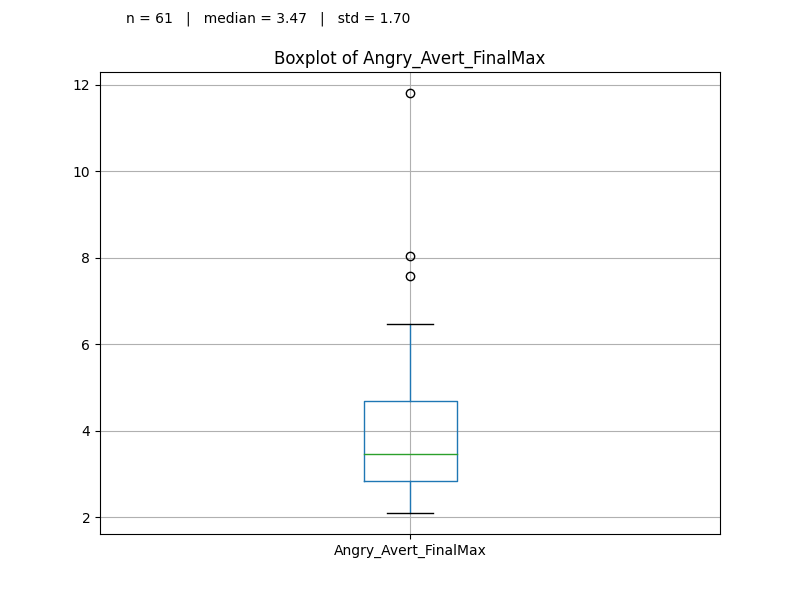 n = 61   |   median = 3.47   |   std = 1.70
Boxplot of Angry_Avert_FinalMax
12
10
8
6
4
2
Angry_Avert_FinalMax